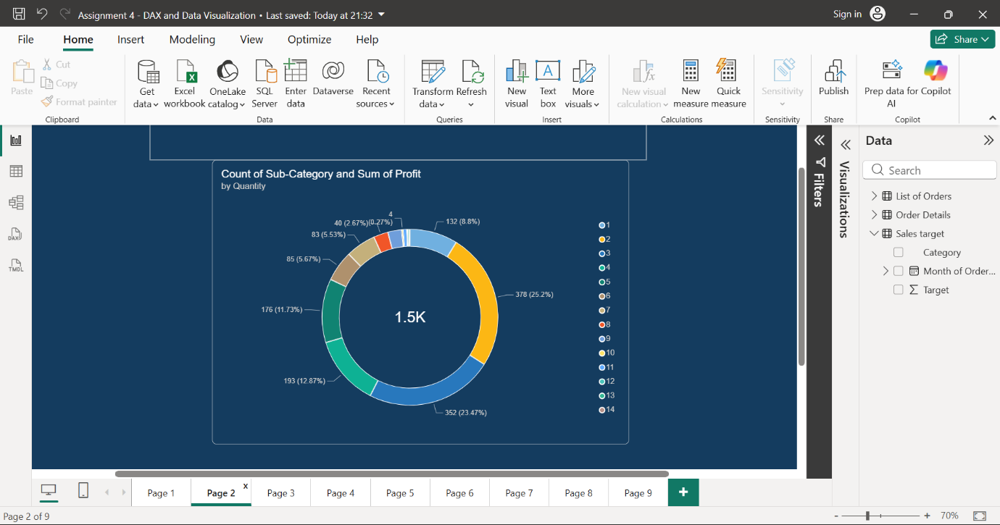 Assignment 4 - DAX and Data Visualization • Last saved: Today at 21:32
Sign in
File Home Insert Modeling View Optimize Help
Share
Paste
Cut
Copy
Format painter
Clipboard
Get data
Excel workbook
OneLake catalog
SQL Server
Enter data
Dataverse
Recent sources
Data
Transform data
Refresh
Queries
New visual
Text box
More visuals
Insert
New visual calculation
New measure
Quick measure
Calculations
Sensitivity
Sensitivity
Publish
Share
Prep data for AI
Copilot
Copilot
DAX
TMDL
Count of Sub-Category and Sum of Profit
by Quantity
4
(0.27%)
40 (2.67%)
132 (8.8%)
83 (5.53%)
85 (5.67%)
378 (25.2%)
176 (11.73%)
1.5K
193 (12.87%)
352 (23.47%)
1
2
3
4
5
6
7
8
9
10
11
12
13
14
Filters
Visualizations
Data
Search
List of Orders
Order Details
Sales target
Category
Month of Order...
Σ Target
Page 1
Page 2 x
Page 3
Page 4
Page 5
Page 6
Page 7
Page 8
Page 9
+
Page 2 of 9
- + 70%